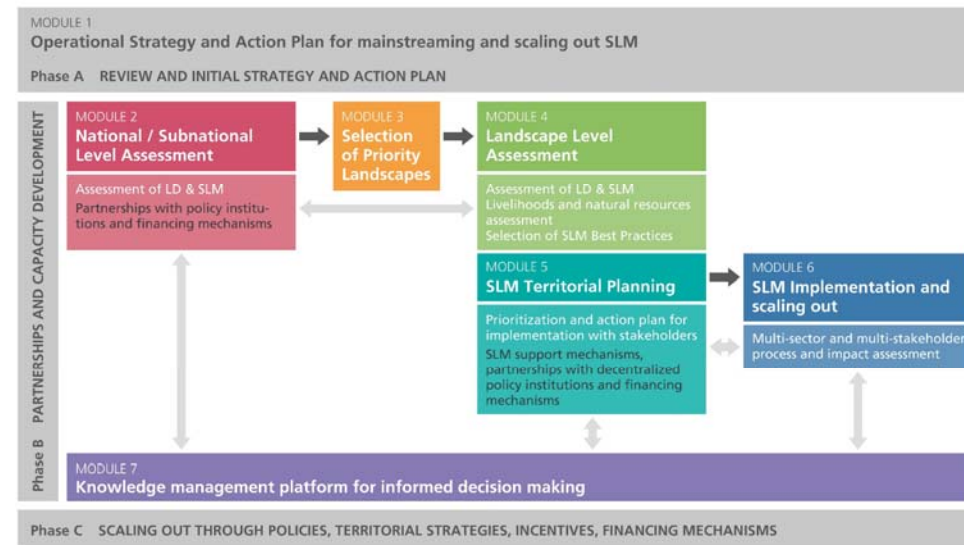 MODULE 1
Operational Strategy and Action Plan for mainstreaming and scaling out SLM
Phase A REVIEW AND INITIAL STRATEGY AND ACTION PLAN
Phase B PARTNERSHIPS AND CAPACITY DEVELOPMENT
MODULE 2
National / Subnational
Level Assessment
Assessment of LD & SLM
Partnerships with policy institu-
tions and financing mechanisms
MODULE 3
Selection
of Priority
Landscapes
MODULE 4
Landscape Level
Assessment
Assessment of LD & SLM
Livelihoods and natural resources
assessment
Selection of SLM Best Practices
MODULE 5
SLM Territorial Planning
Prioritization and action plan for
implementation with stakeholders
SLM support mechanisms,
partnerships with decentralized
policy institutions and financing
mechanisms
MODULE 6
SLM Implementation and
scaling out
Multi-sector and multi-stakeholder
process and impact assessment
MODULE 7
Knowledge management platform for informed decision making
Phase C SCALING OUT THROUGH POLICIES, TERRITORIAL STRATEGIES, INCENTIVES, FINANCING MECHANISMS